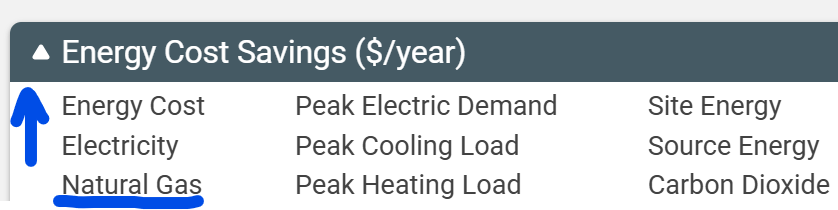 Energy Cost Savings ($/year)
Energy Cost Peak Electric Demand Site Energy
Electricity Peak Cooling Load Source Energy
Natural Gas Peak Heating Load Carbon Dioxide